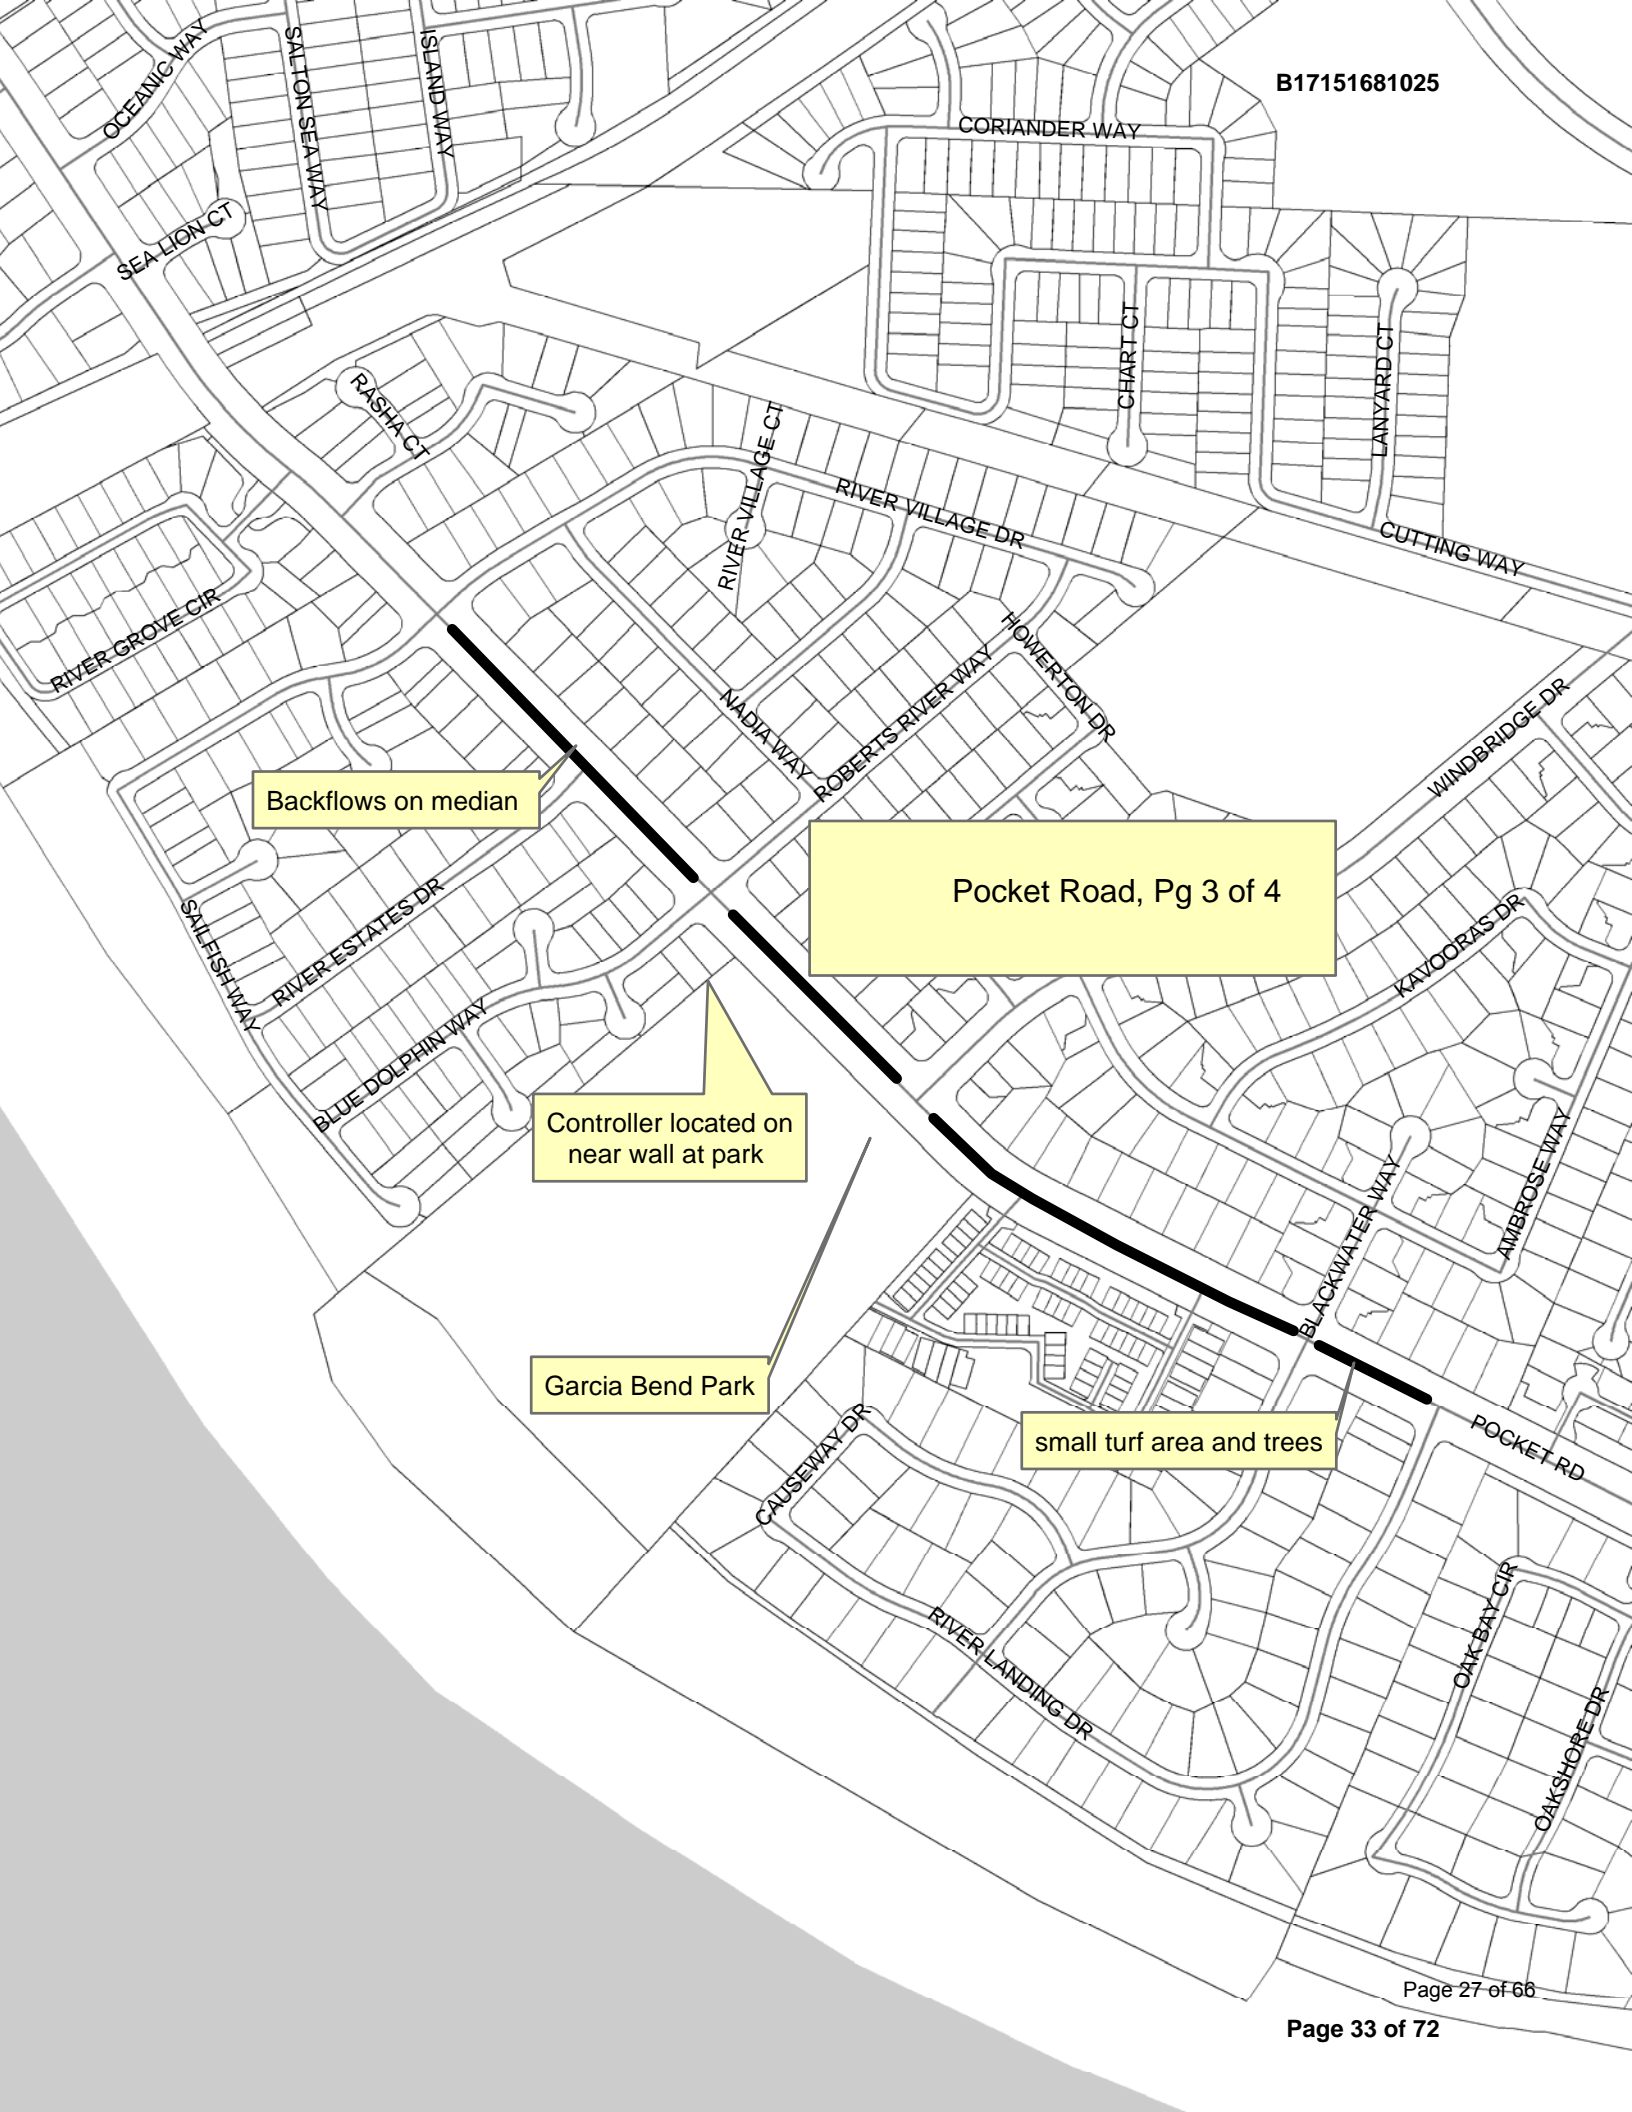 B17151681025
OCEANIC WAY
SALTON SEA WAY
ISLAND WAY
CORIANDER WAY
SEA LION CT
RASHA CT
CHART CT
LANYARD CT
RIVER VILLAGE CT
RIVER VILLAGE DR
CUTTING WAY
RIVER GROVE CIR
HOWERTON DR
NADIA WAY
ROBERTS RIVER WAY
WINDBRIDGE DR
Backflows on median
Pocket Road, Pg 3 of 4
SAILFISH WAY
RIVER ESTATES DR
KAVOORAS DR
BLUE DOLPHIN WAY
Controller located on
near wall at park
AMBROSE WAY
BLACKWATER WAY
Garcia Bend Park
small turf area and trees
POCKET RD
CAUSEWAY DR
RIVER LANDING DR
OAK BAY CIR
OAKSHORE DR
Page 27 of 66
Page 33 of 72